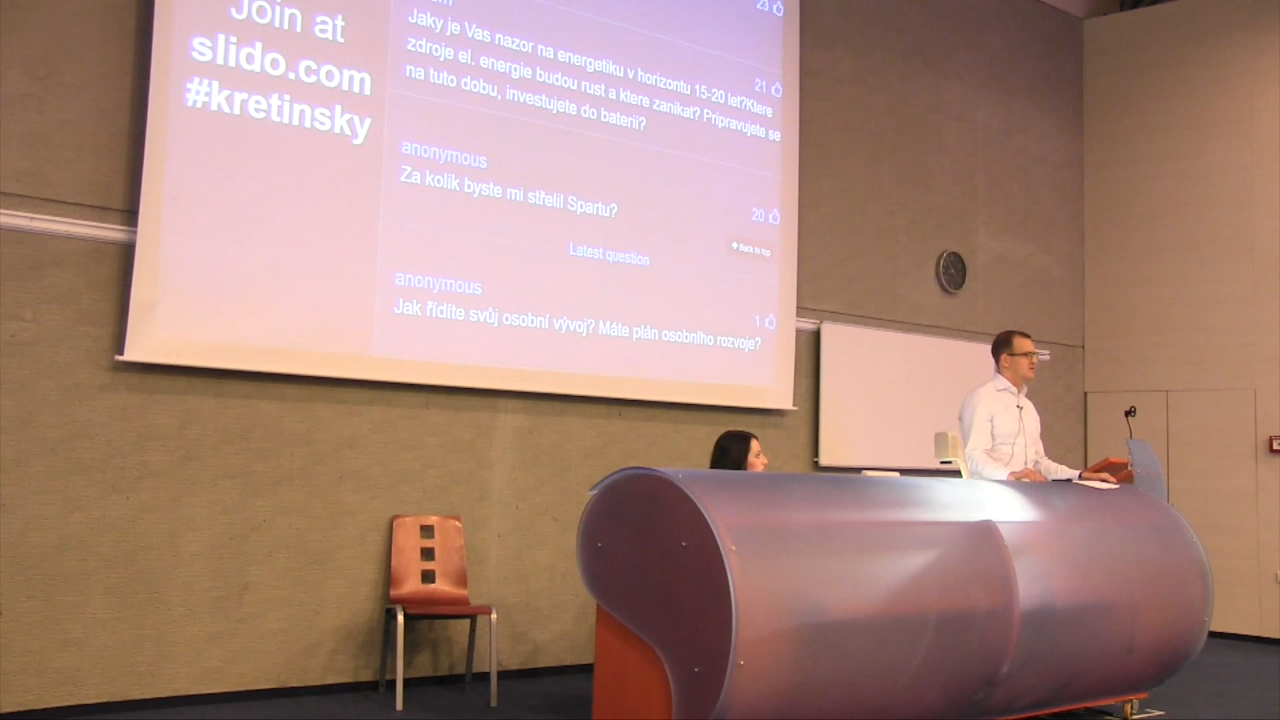 Join at
slido.com
#kretinsky
23
Jaky je Vas nazor na energetiku v horizontu 15-20 let?Ktere
zdroje el. energie budou rust a ktere zanikat? Pripravujete se
na tuto dobu, investujete do baterii?
21
anonymous
Za kolik byste mi střelil Spartu?
20
Back to top
Latest question
anonymous
Jak řídíte svůj osobní vývoj? Máte plán osobního rozvoje?
1